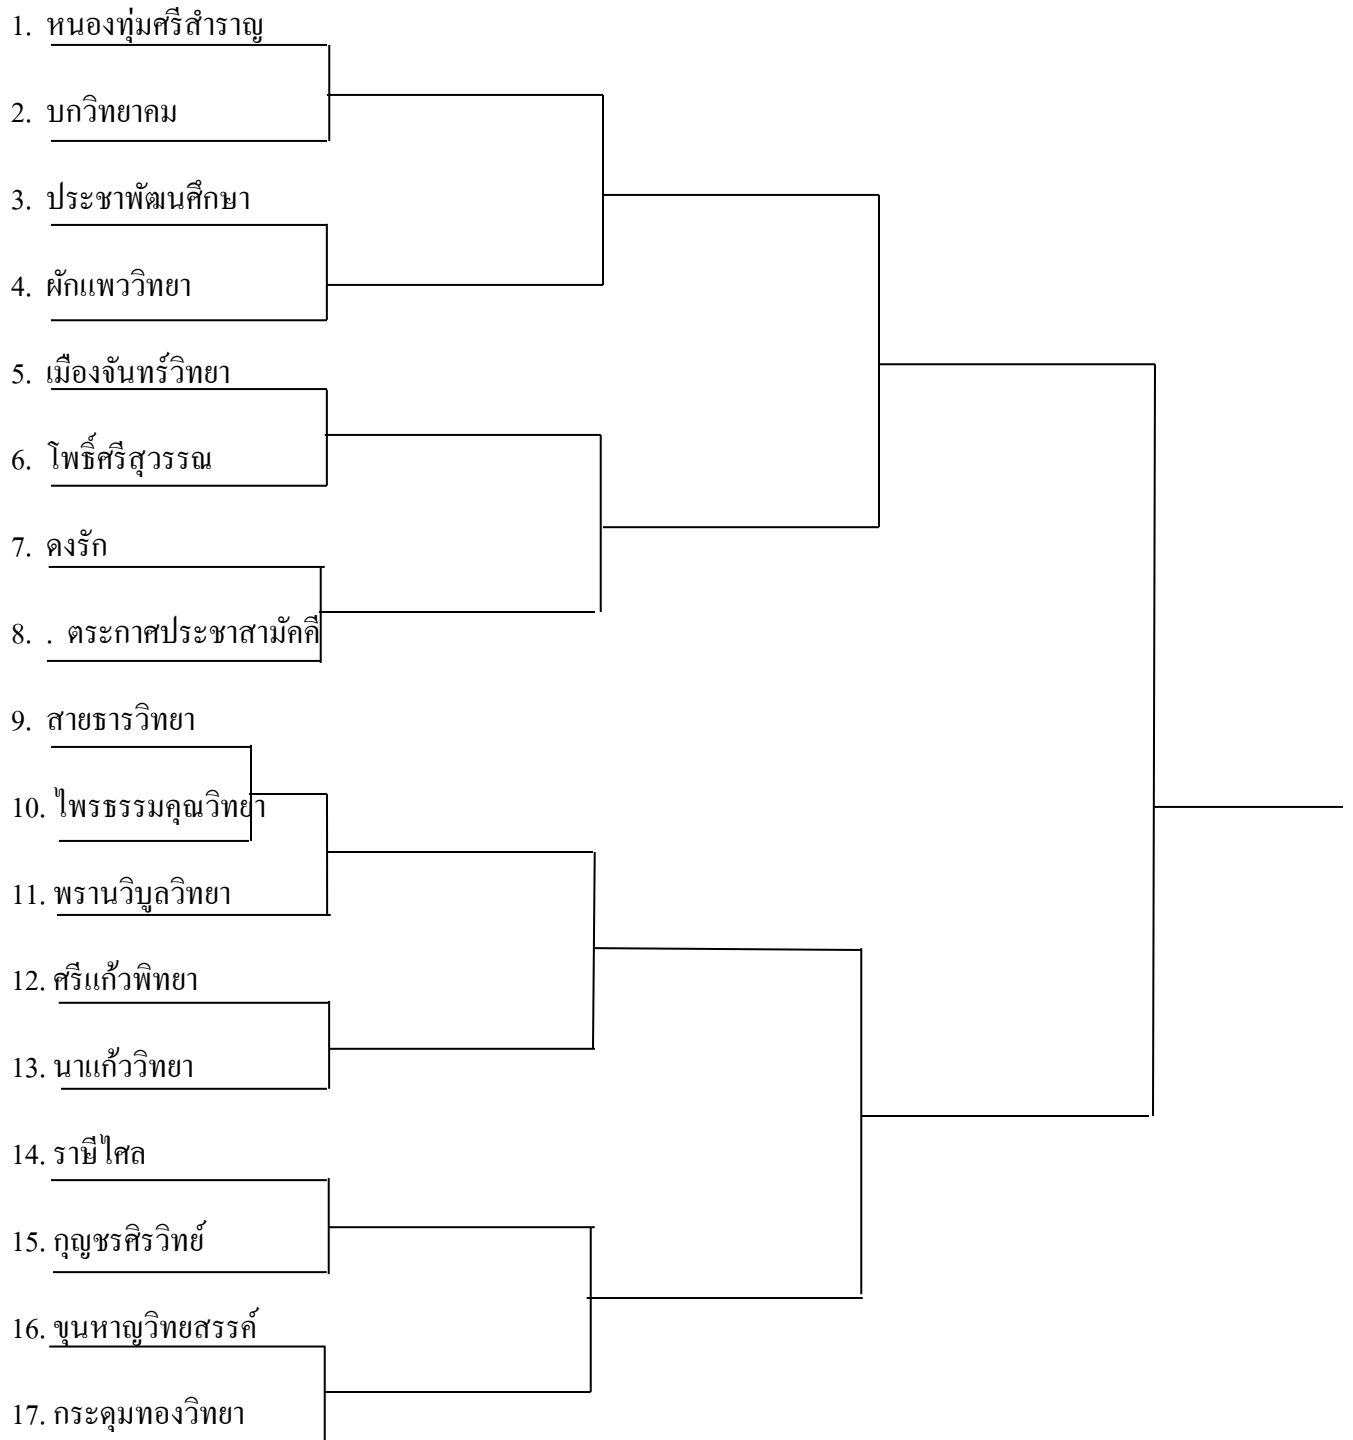 1. หนองทุ่มศรีสำราญ
2. บกวิทยาคม
3. ประชาพัฒนศึกษา
4. ผักแพววิทยา
5. เมืองจันทร์วิทยา
6. โพธิ์ศรีสุวรรณ
7. ดงรัก
8. . ตระกาศประชาสามัคคี
9. สายธารวิทยา
10. ไพรธรรมคุณวิทยา
11. พรานวิบูลวิทยา
12. ศรีแก้วพิทยา
13. นาแก้ววิทยา
14. ราษีไศล
15. กุญชรศิรวิทย์
16. ขุนหาญวิทยสรรค์
17. กระดุมทองวิทยา